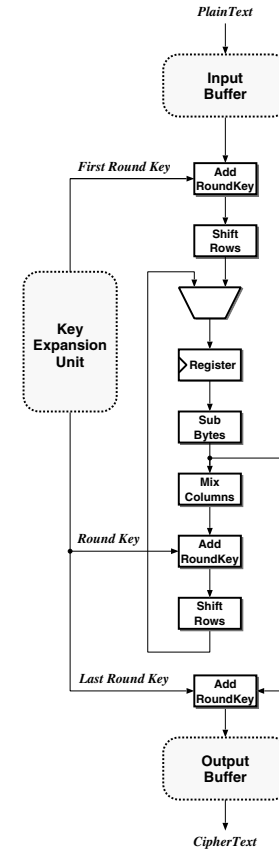 PlainText
Input
Buffer
First Round Key
Add
RoundKey
Shift
Rows
Key
Expansion
Unit
Register
Sub
Bytes
Mix
Columns
Round Key
Add
RoundKey
Shift
Rows
Last Round Key
Add
RoundKey
Output
Buffer
CipherText